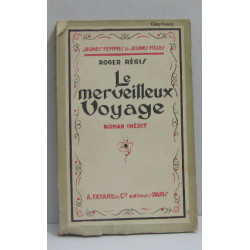 JEUNES FEMMES & JEUNES FILLES
ROGER RÉGIS
Le
merveilleux
Voyage
ROMAN INÉDIT
A. FAYARD & Cie éditeurs PARIS